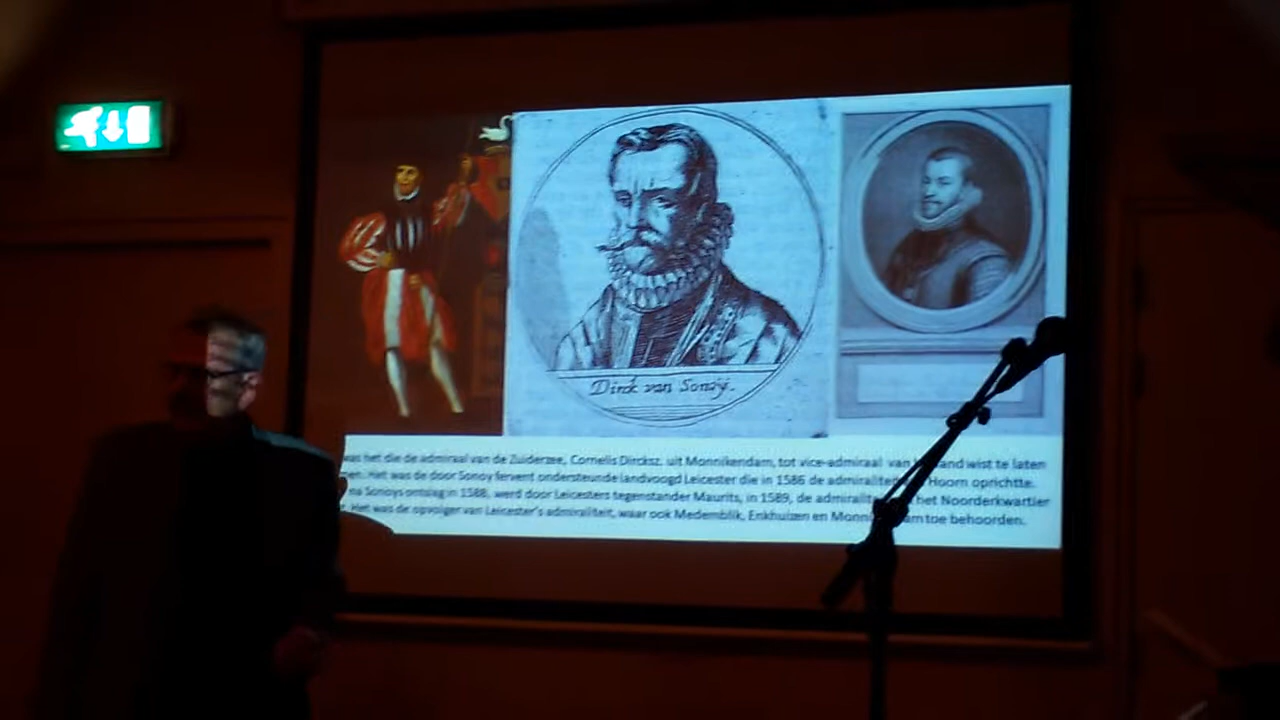 Dirck van Sonoÿ.
was het die de admiraal van de Zuiderzee, Cornelis Dircksz. uit Monnikendam, tot vice-admiraal van wist te laten
Het was de door Sonoy fervent ondersteunde landvoogd Leicester die in 1586 de admiraliteit Hoorn oprichtte.
na Sonoys ontslag in 1588, werd door Leicesters tegenstander Maurits, in 1589, de het Noorderkwartier
Het was de opvolger van Leicester's admiraliteit, waar ook Medemblik, Enkhuizen en toe behoorden.